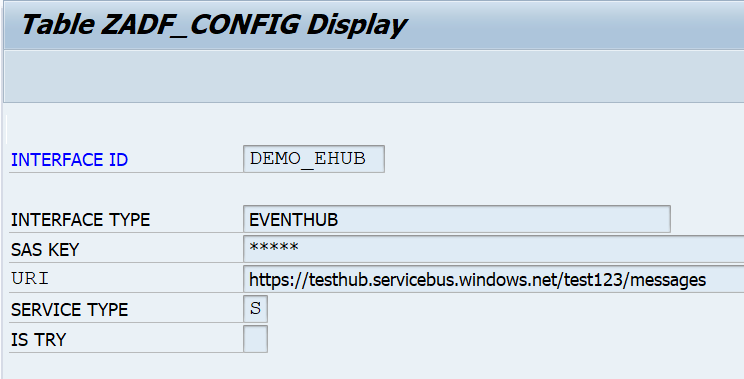 Table ZADF_CONFIG Display
INTERFACE ID DEMO_EHUB
INTERFACE TYPE EVENTHUB
SAS KEY *****
URI https://testhub.servicebus.windows.net/test123/messages
SERVICE TYPE S
IS TRY